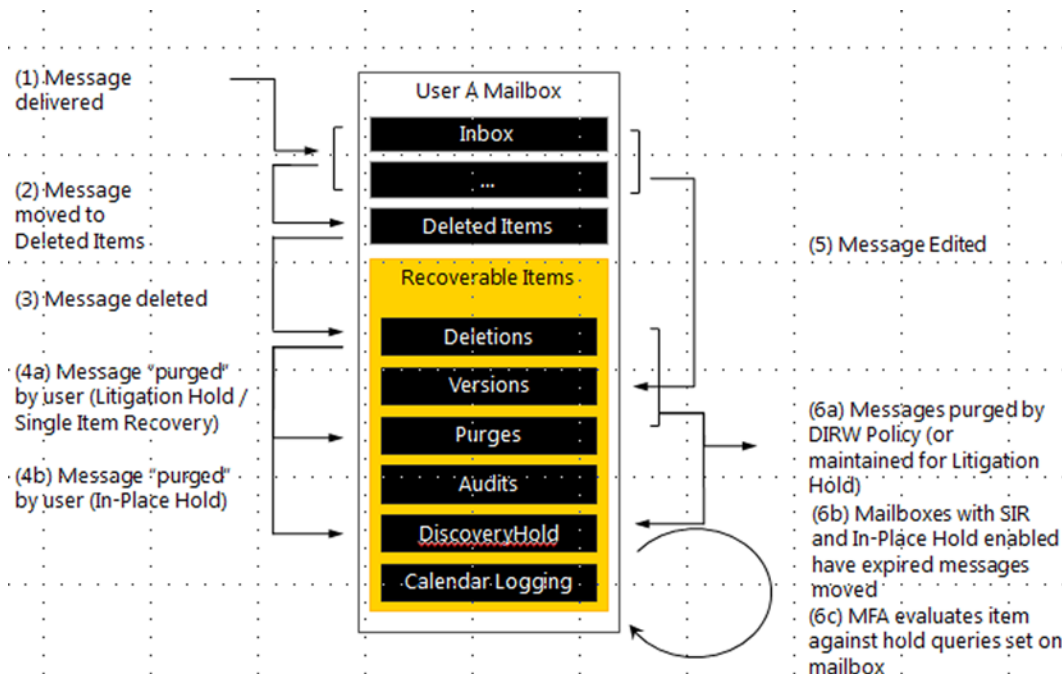 (1) Message
delivered
(2) Message
moved to
Deleted Items
(3) Message deleted
(4a) Message “purged”
by user (Litigation Hold /
Single Item Recovery)
(4b) Message “purged”
by user (In-Place Hold)
User A Mailbox
Inbox
...
Deleted Items
Recoverable Items
Deletions
Versions
Purges
Audits
DiscoveryHold
Calendar Logging
(5) Message Edited
(6a) Messages purged by
DIRW Policy (or
maintained for Litigation
Hold)
(6b) Mailboxes with SIR
and In-Place Hold enabled
have expired messages
moved
(6c) MFA evaluates item
against hold queries set on
mailbox